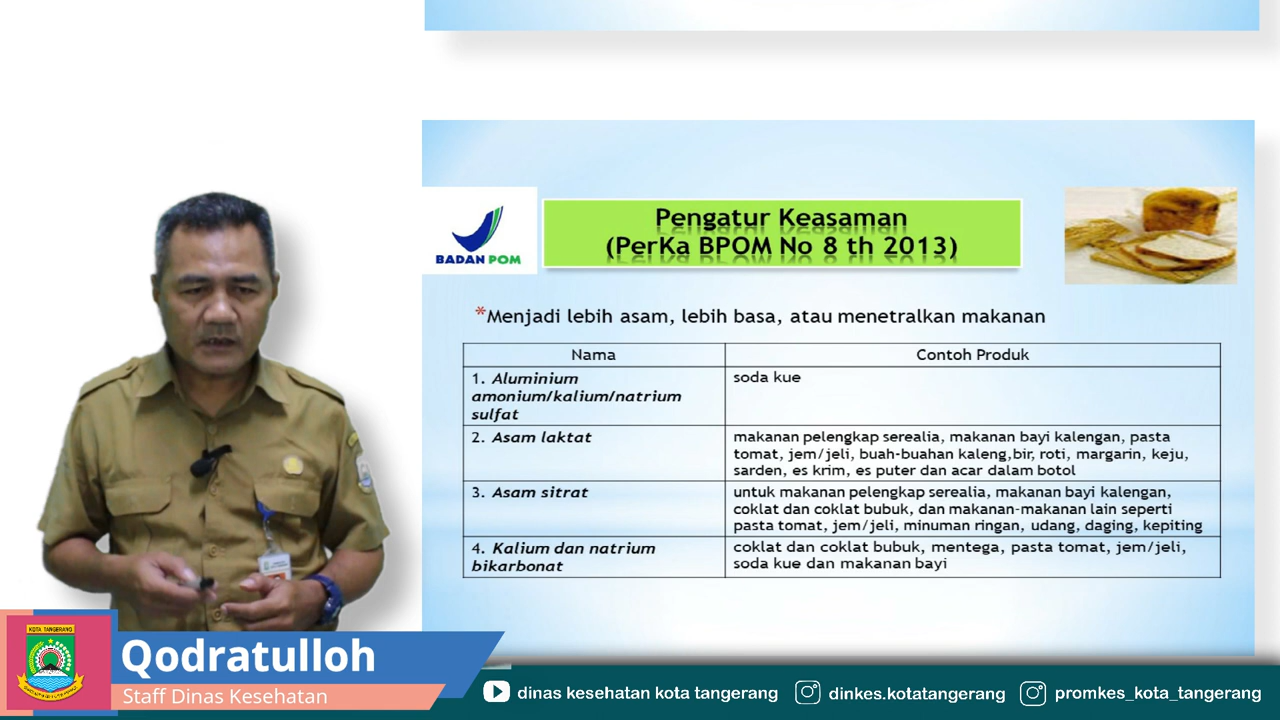 BADAN POM
Pengatur Keasaman
(PerKa BPOM No 8 th 2013)
*Menjadi lebih asam, lebih basa, atau menetralkan makanan
Nama
Contoh Produk
1. Aluminium
amonium/kalium/natrium
sulfat
soda kue
2. Asam laktat
makanan pelengkap serealia, makanan bayi kalengan, pasta
tomat, jem/jeli, buah-buahan kaleng,bir, roti, margarin, keju,
sarden, es krim, es puter dan acar dalam botol
3. Asam sitrat
untuk makanan pelengkap serealia, makanan bayi kalengan,
coklat dan coklat bubuk, dan makanan-makanan lain seperti
pasta tomat, jem/jeli, minuman ringan, udang, daging, kepiting
4. Kalium dan natrium
bikarbonat
coklat dan coklat bubuk, mentega, pasta tomat, jem/jeli,
soda kue dan makanan bayi
KOTA TANGERANG
Qodratulloh
Staff Dinas Kesehatan
dinas kesehatan kota tangerang
dinkes.kotatangerang
promkes_kota_tangerang